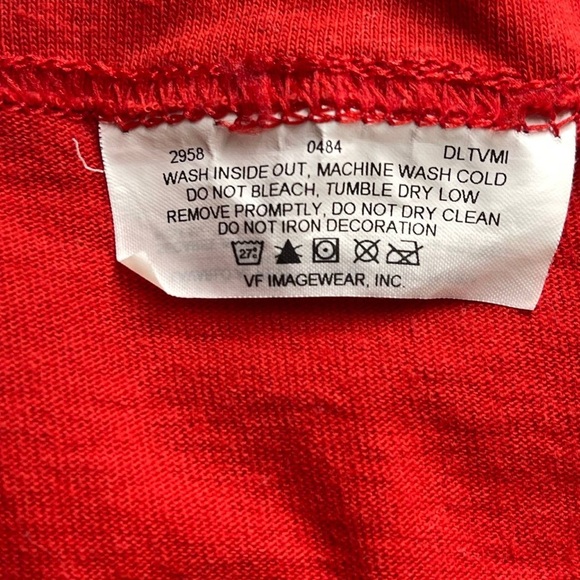 2958 0484 DLTVMI
WASH INSIDE OUT, MACHINE WASH COLD
DO NOT BLEACH, TUMBLE DRY LOW
REMOVE PROMPTLY, DO NOT DRY CLEAN
DO NOT IRON DECORATION
27°
VF IMAGEWEAR, INC.